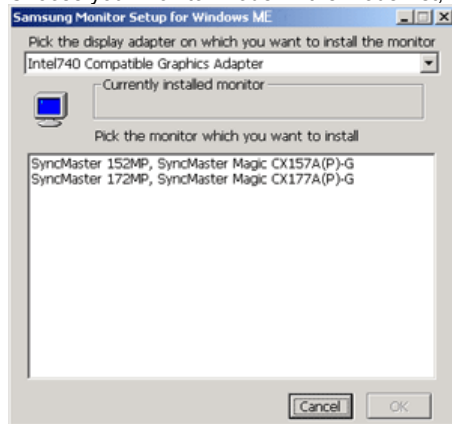 Samsung Monitor Setup for Windows ME
Pick the display adapter on which you want to install the monitor
Intel740 Compatible Graphics Adapter
Currently installed monitor
Pick the monitor which you want to install
SyncMaster 152MP, SyncMaster Magic CX157A(P)-G
SyncMaster 172MP, SyncMaster Magic CX177A(P)-G
Cancel OK